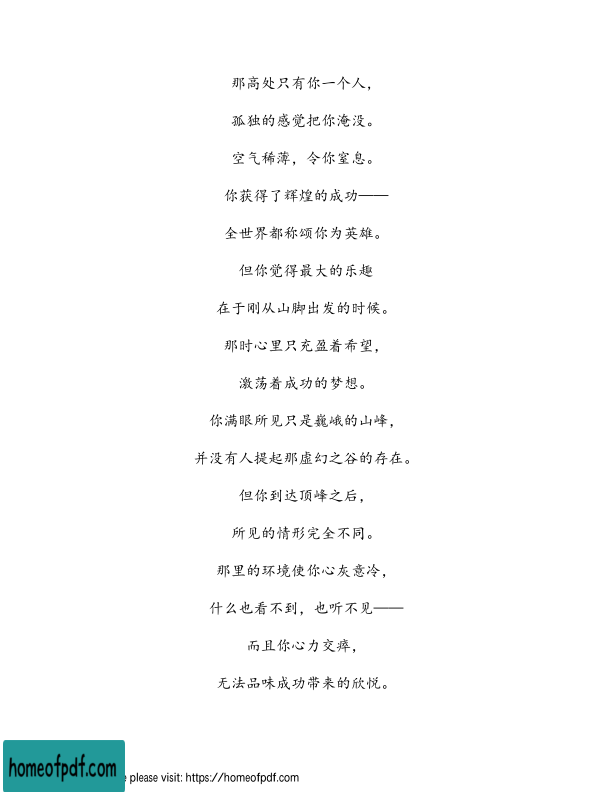 那高处只有你一个人，
孤独的感觉把你淹没。
空气稀薄，令你窒息。
你获得了辉煌的成功——
全世界都称颂你为英雄。
但你觉得最大的乐趣
在于刚从山脚出发的时候。
那时心里只充盈着希望，
激荡着成功的梦想。
你满眼所见只是巍峨的山峰，
并没有人提起那虚幻之谷的存在。
但你到达顶峰之后，
所见的情形完全不同。
那里的环境使你心灰意冷，
什么也看不到，也听不见——
而且你心力交瘁，
无法品味成功带来的欣悦。
homeofpdf.com
please visit: https://homeofpdf.com